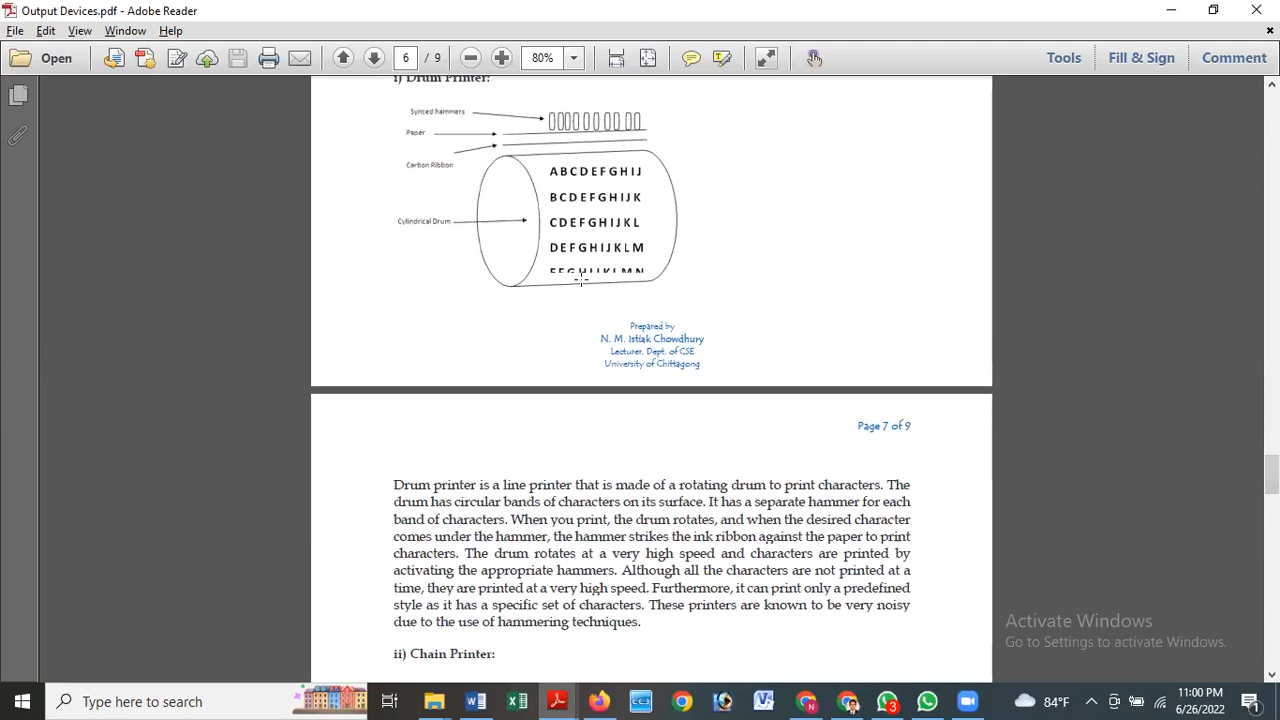 Output Devices.pdf - Adobe Reader
File Edit View Window Help
Open 6 / 9 80% Tools Fill & Sign Comment
i) Drum Printer:
Synced hammers
Paper
Carbon Ribbon
Cylindrical Drum
A B C D E F G H I J
B C D E F G H I J K
C D E F G H I J K L
D E F G H I J K L M
E F G H I J K L M N
Prepared by
N. M. Istiak Chowdhury
Lecturer, Dept. of CSE
University of Chittagong
Page 7 of 9
Drum printer is a line printer that is made of a rotating drum to print characters. The
drum has circular bands of characters on its surface. It has a separate hammer for each
band of characters. When you print, the drum rotates, and when the desired character
comes under the hammer, the hammer strikes the ink ribbon against the paper to print
characters. The drum rotates at a very high speed and characters are printed by
activating the appropriate hammers. Although all the characters are not printed at a
time, they are printed at a very high speed. Furthermore, it can print only a predefined
style as it has a specific set of characters. These printers are known to be very noisy
due to the use of hammering techniques.
ii) Chain Printer:
Activate Windows
Go to Settings to activate Windows.
Type here to search
84°F
11:00 PM
6/26/2022